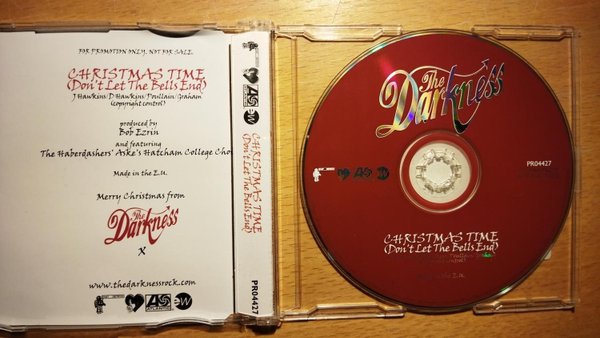 FOR PROMOTION ONLY. NOT FOR SALE.
CHRISTMAS TIME
(Don't Let The Bells End)
J Hawkins/D Hawkins/Poullain/Graham
(copyright control)
produced by
Bob Ezrin
and featuring
The Haberdashers' Aske's Hatcham College Cho
Made in the E.U.
Merry Christmas from
The
Darkness
x
www.thedarknessrock.com
CHRISTMAS TIME
(Don't Let The Bells End)
PR04427
The
Darkness
PR04427
CHRISTMAS TIME
(Don't Let The Bells End)